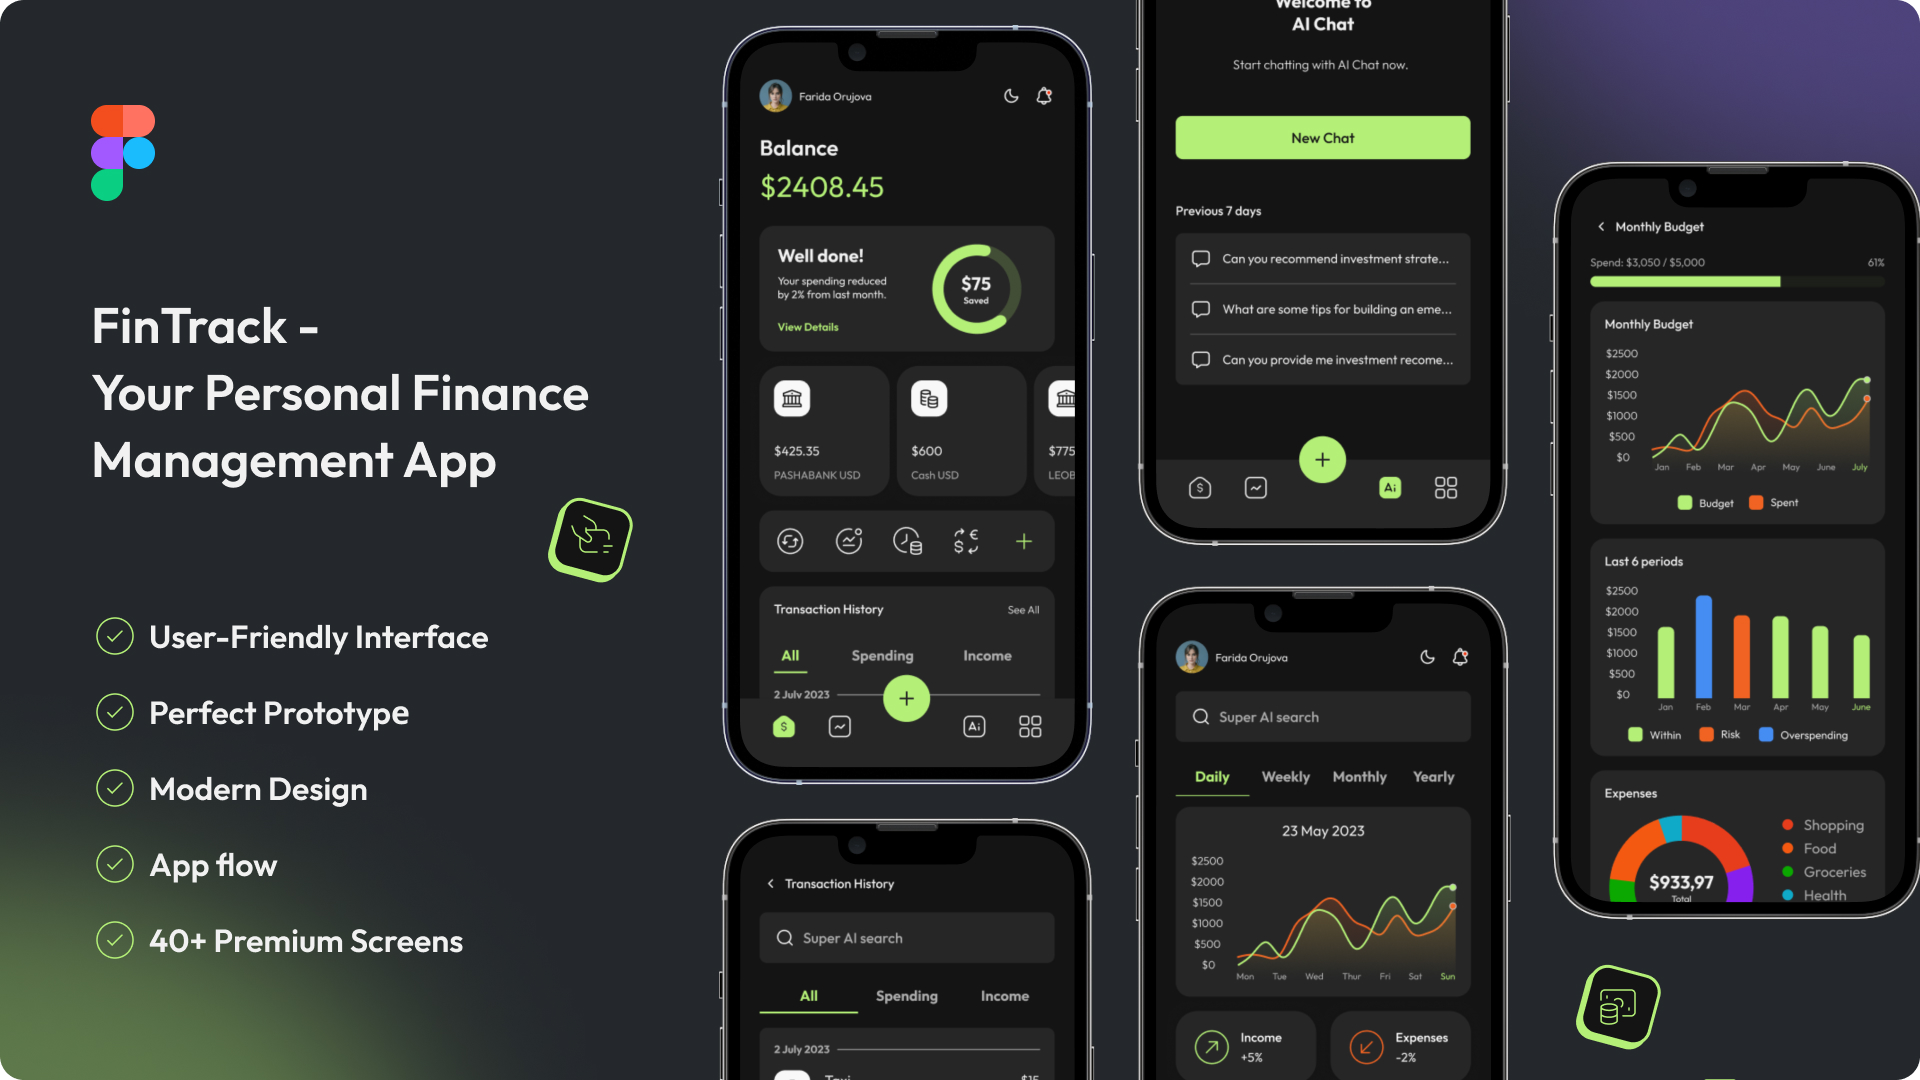 FinTrack -
Your Personal Finance
Management App
User-Friendly Interface
Perfect Prototype
Modern Design
App flow
40+ Premium Screens
Farida Orujova
Balance
$2408.45
Well done!
Your spending reduced
by 2% from last month.
View Details
$75
Saved
$425.35
PASHABANK USD
$600
Cash USD
$775
LEOB
Transaction History
See All
All Spending Income
2 July 2023
Ai
Transaction History
Super AI search
All Spending Income
2 July 2023
Taxi
$15
Welcome to
AI Chat
Start chatting with AI Chat now.
New Chat
Previous 7 days
Can you recommend investment strate...
What are some tips for building an eme...
Can you provide me investment recome...
Ai
Farida Orujova
Super AI search
Daily Weekly Monthly Yearly
23 May 2023
$2500
$2000
$1500
$1000
$500
$0
Mon Tue Wed Thur Fri Sat Sun
Income
+5%
Expenses
-2%
Monthly Budget
Spend: $3,050 / $5,000
61%
Monthly Budget
$2500
$2000
$1500
$1000
$500
$0
Jan Feb Mar Apr May June July
Budget Spent
Last 6 periods
$2500
$2000
$1500
$1000
$500
$0
Jan Feb Mar Apr May June
Within Risk Overspending
Expenses
$933,97
Total
Shopping
Food
Groceries
Health